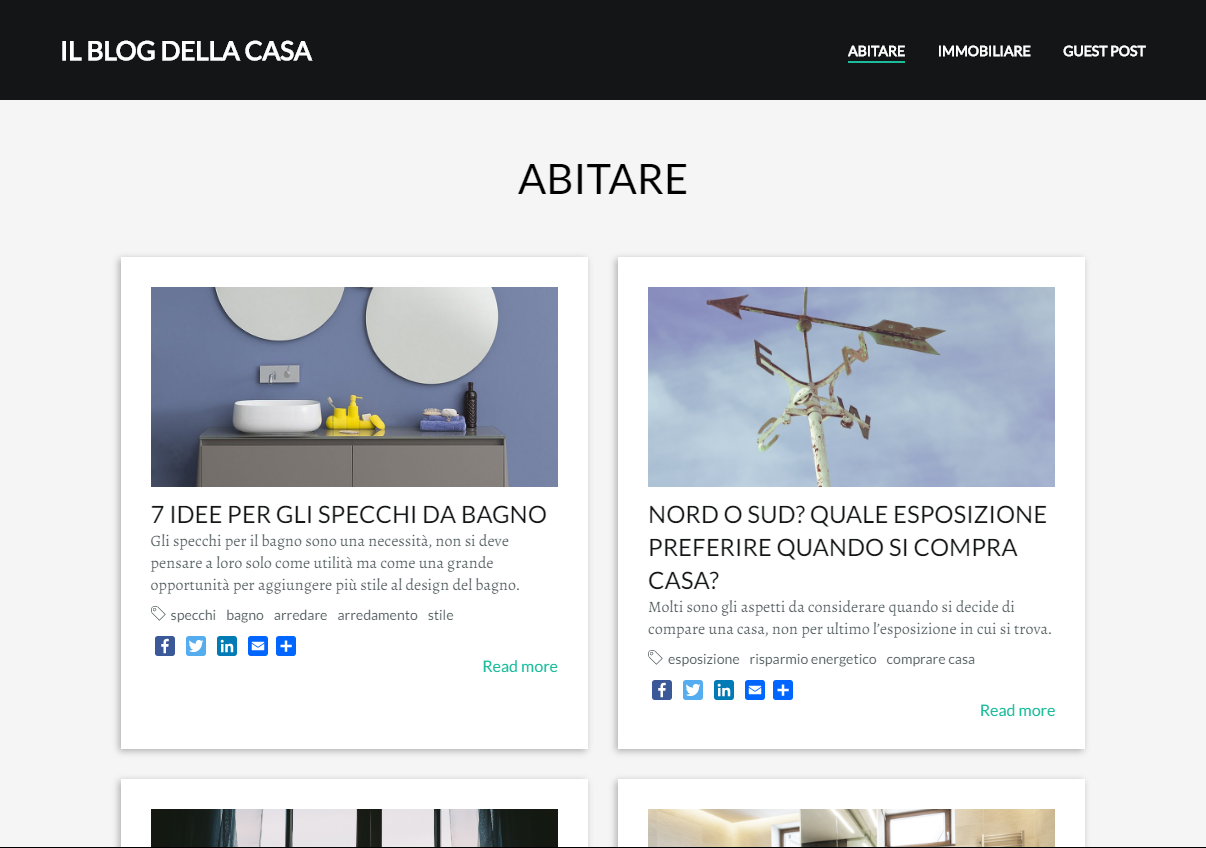 IL BLOG DELLA CASA
ABITARE IMMOBILIARE GUEST POST
ABITARE
7 IDEE PER GLI SPECCHI DA BAGNO
Gli specchi per il bagno sono una necessità, non si deve
pensare a loro solo come utilità ma come una grande
opportunità per aggiungere più stile al design del bagno.
specchi bagno arredare arredamento stile
Read more
E
N
NORD O SUD? QUALE ESPOSIZIONE
PREFERIRE QUANDO SI COMPRA
CASA?
Molti sono gli aspetti da considerare quando si decide di
compare una casa, non per ultimo l'esposizione in cui si trova.
esposizione risparmio energetico comprare casa
Read more